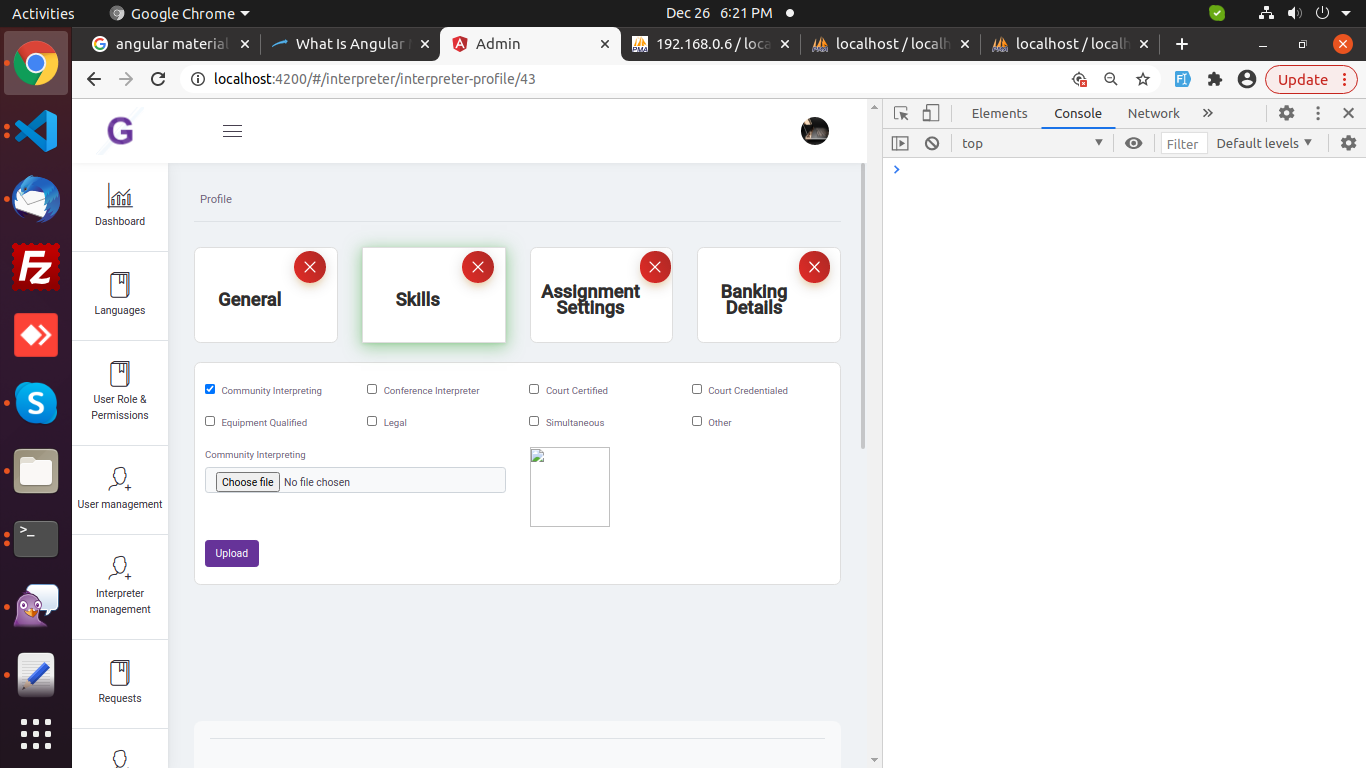 Activities
Google Chrome
Dec 26 6:21 PM
angular material
What Is Angular
Admin
192.168.0.6 / loca
localhost / localh
localhost / localh
localhost:4200/#/interpreter/interpreter-profile/43
Update
G
Elements
Console
Network
top
Filter
Default levels
Dashboard
Languages
User Role &
Permissions
User management
Interpreter
management
Requests
Profile
General
Skills
Assignment
Settings
Banking
Details
Community Interpreting
Conference Interpreter
Court Certified
Court Credentialed
Equipment Qualified
Legal
Simultaneous
Other
Community Interpreting
Choose file No file chosen
Upload